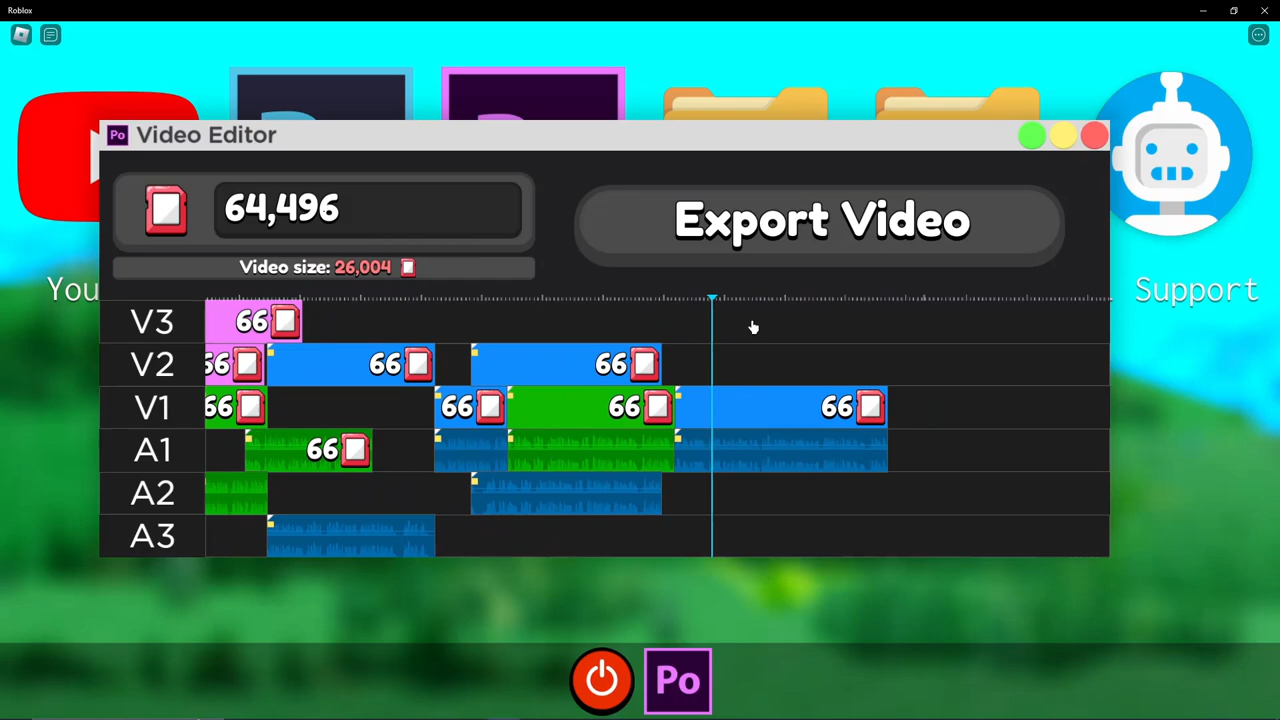 Roblox
Po Video Editor
64,496
Export Video
Video size: 26,004
You
Support
V3
66
V2
66
66
66
V1
66
66
66
66
A1
66
A2
A3
Po